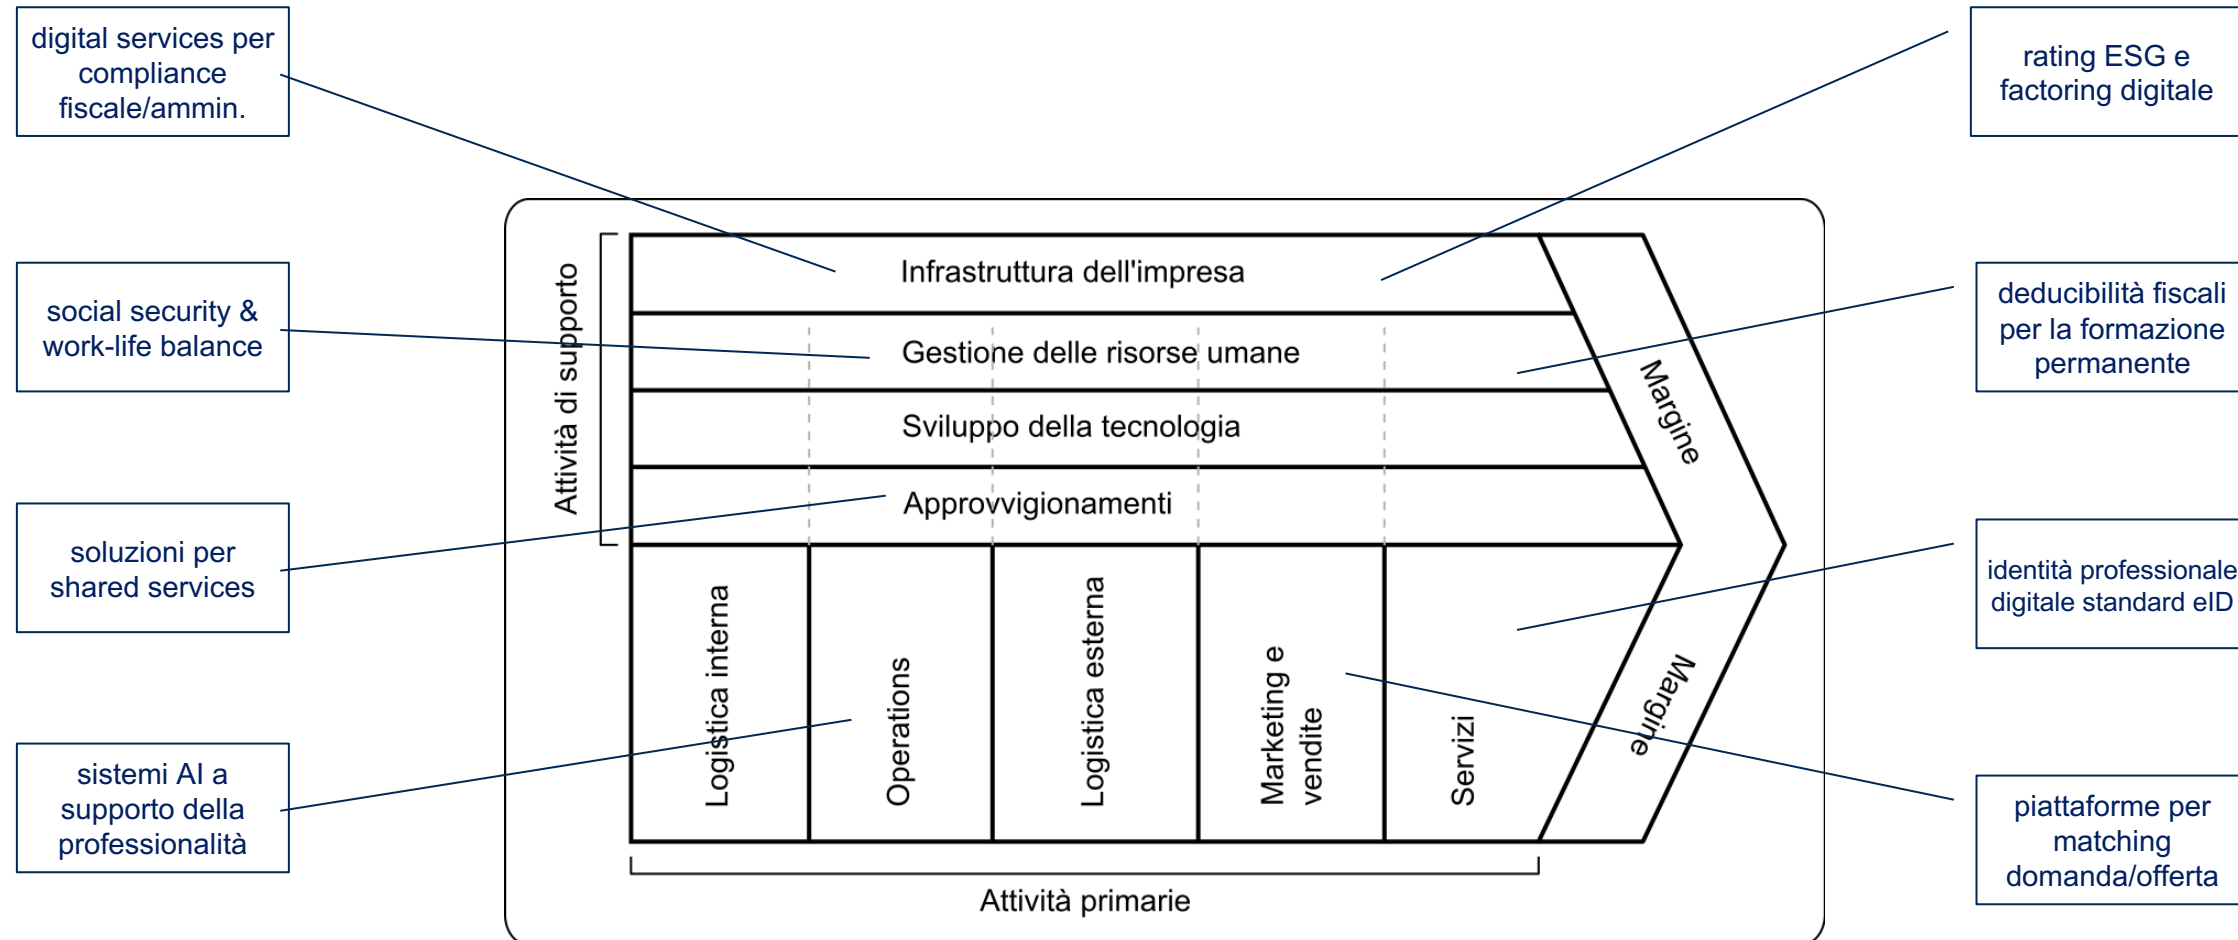 digital services per
compliance
fiscale/ammin.
rating ESG e
factoring digitale
social security &
work-life balance
deducibilità fiscali
per la formazione
permanente
soluzioni per
shared services
identità professionale
digitale standard eID
sistemi AI a
supporto della
professionalità
piattaforme per
matching
domanda/offerta
Attività di supporto
Infrastruttura dell'impresa
Gestione delle risorse umane
Sviluppo della tecnologia
Approvvigionamenti
Margine
Logistica interna
Operations
Logistica esterna
Marketing e
vendite
Servizi
Margine
Attività primarie